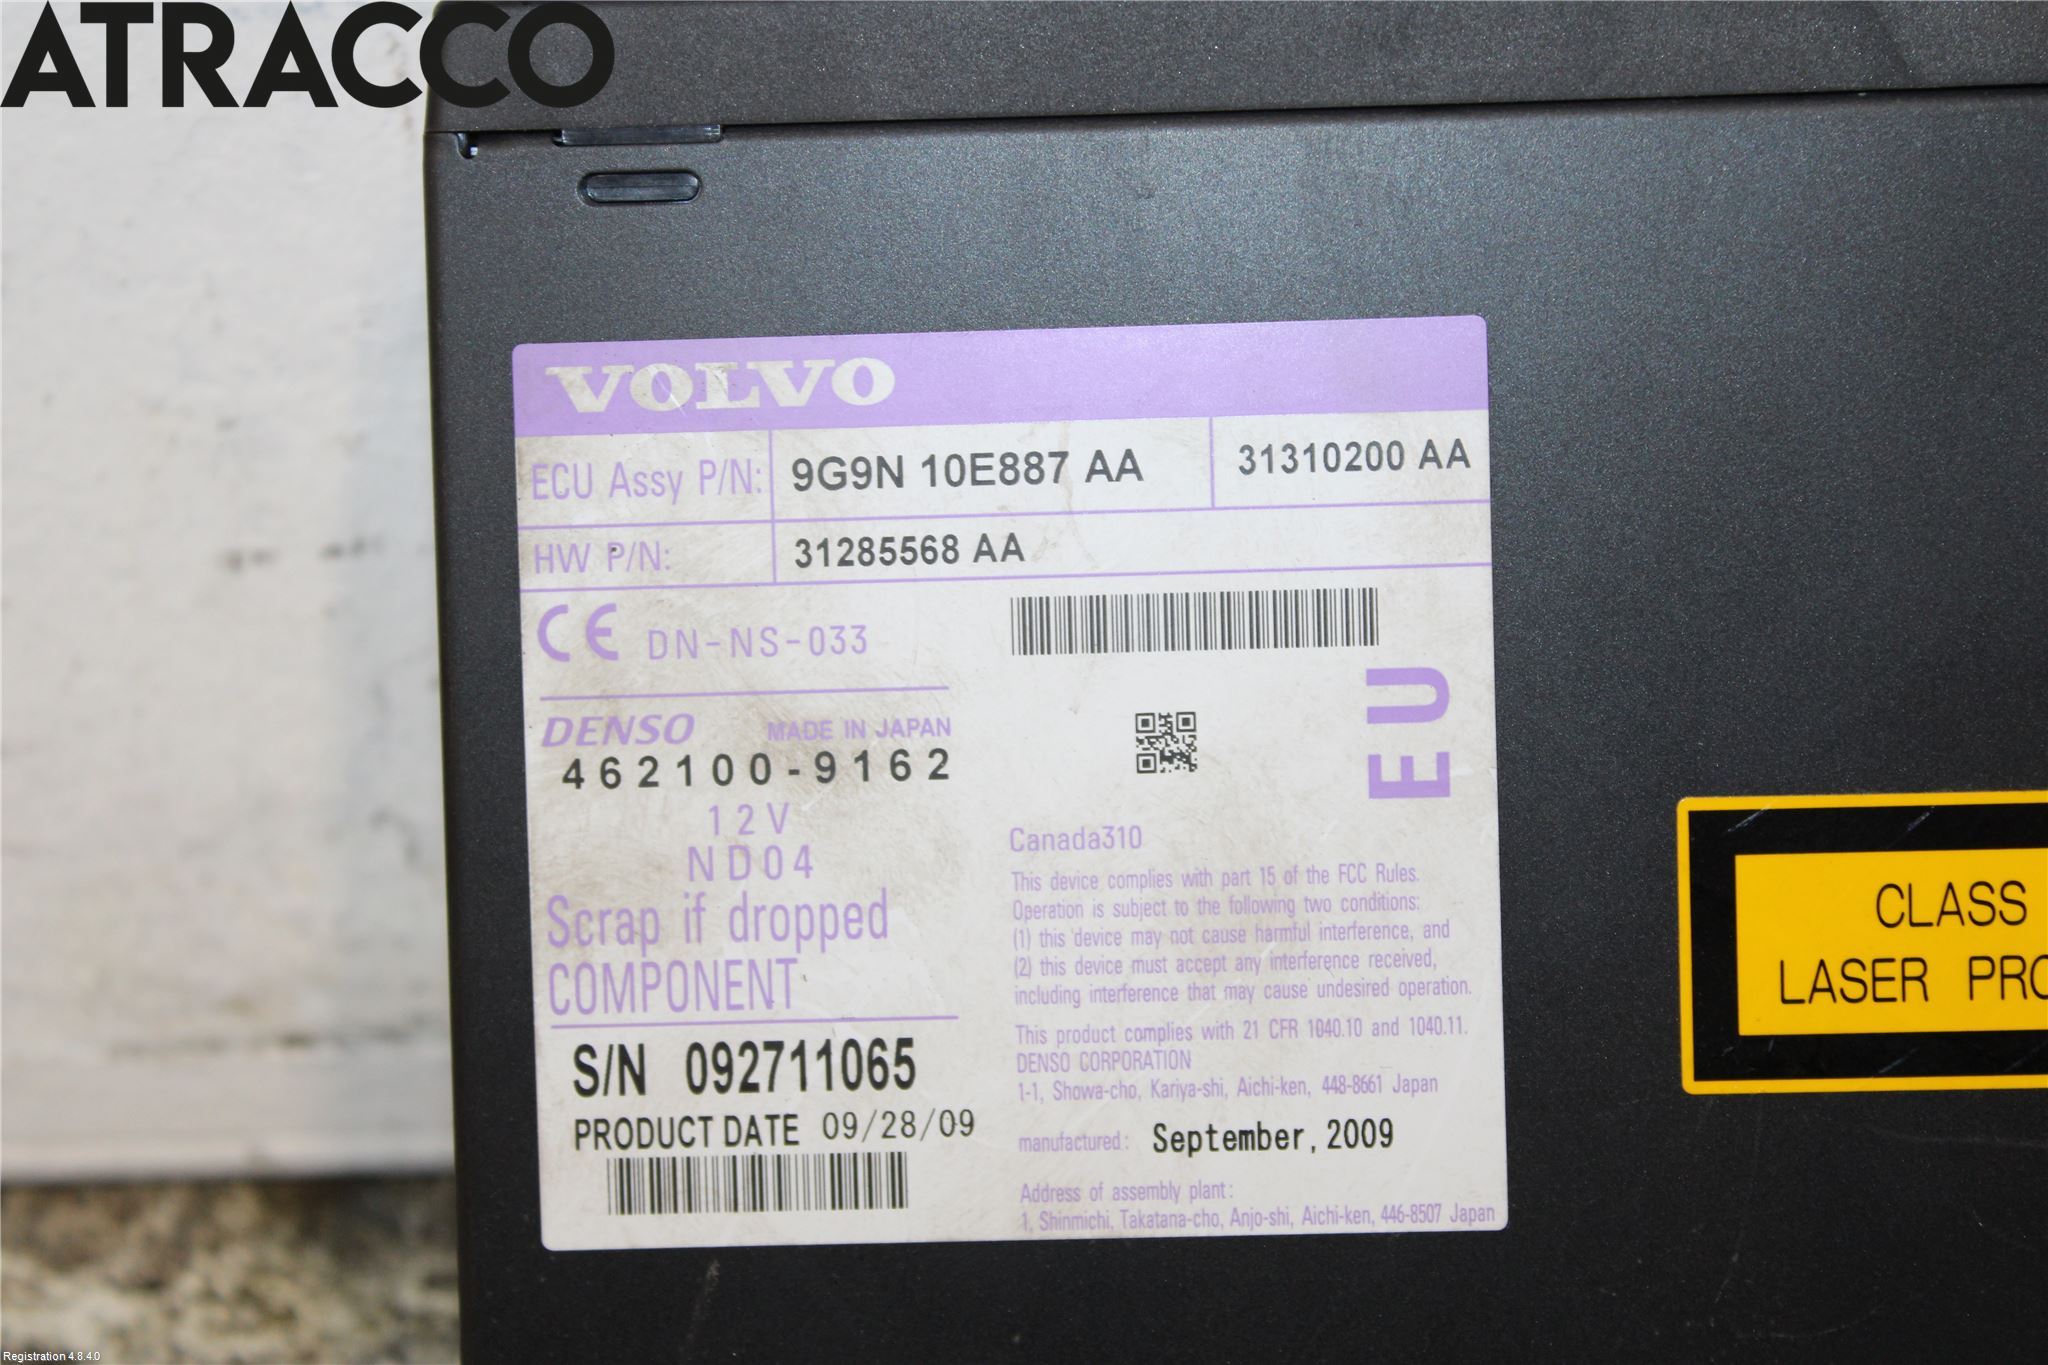 ATRACCO
VOLVO
ECU Assy P/N: 9G9N 10E887 AA 31310200 AA
HW P/N: 31285568 AA
CE DN-NS-033
DENSO MADE IN JAPAN
462100-9162
12V
ND04
Scrap if dropped
COMPONENT
S/N 092711065
PRODUCT DATE 09/28/09
EU
Canada310
This device complies with part 15 of the FCC Rules.
Operation is subject to the following two conditions:
(1) this device may not cause harmful interference, and
(2) this device must accept any interference received,
including interference that may cause undesired operation.
This product complies with 21 CFR 1040.10 and 1040.11.
DENSO CORPORATION
1-1, Showa-cho, Kariya-shi, Aichi-ken, 448-8661 Japan
manufactured: September, 2009
Address of assembly plant:
1, Shinmichi, Takatana-cho, Anjo-shi, Aichi-ken, 446-8507 Japan
CLASS
LASER PRO
Registration 4.8.4.0